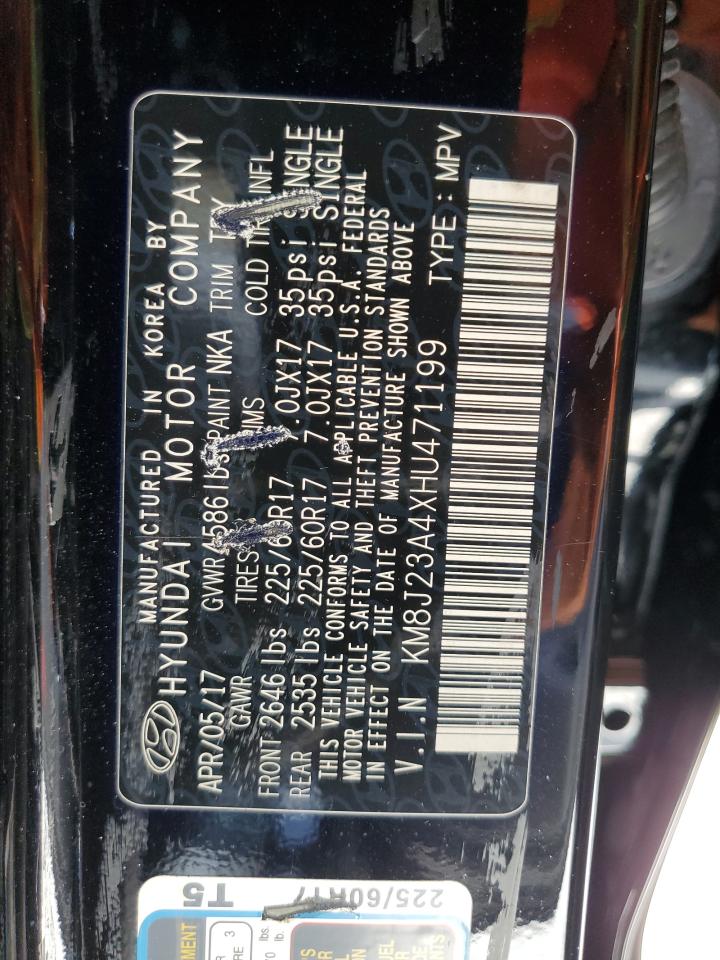 MANUFACTURED IN KOREA BY
HYUNDAI MOTOR COMPANY
APR/05/17 GVWR 4586 lbs PAINT NKA TRIM TRY
GAWR TIRES COLD TIRE INFL
FRONT 2646 lbs 225/60R17 7.0JX17 35psi SINGLE
REAR 2535 lbs 225/60R17 7.0JX17 35psi SINGLE
THIS VEHICLE CONFORMS TO ALL APPLICABLE U.S.A. FEDERAL
MOTOR VEHICLE SAFETY AND THEFT PREVENTION STANDARDS
IN EFFECT ON THE DATE OF MANUFACTURE SHOWN ABOVE
V.I.N KM8J23A4XHU471199 TYPE : MPV
T5
225/60R17